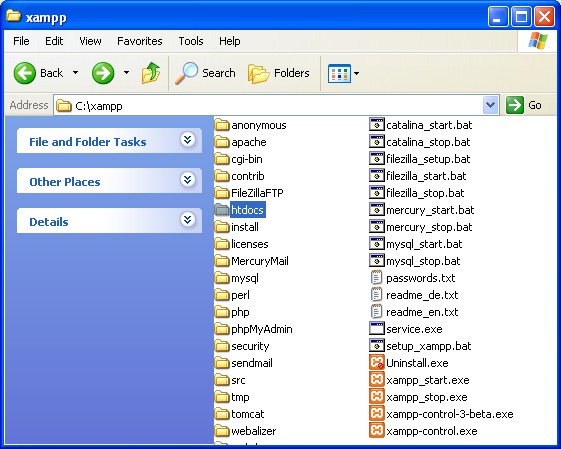 xampp
File Edit View Favorites Tools Help
Back Search Folders
Address C:\xampp Go
File and Folder Tasks
Other Places
Details
anonymous
apache
cgi-bin
contrib
FileZillaFTP
htdocs
install
licenses
MercuryMail
mysql
perl
php
phpMyAdmin
security
sendmail
src
tmp
tomcat
webalizer
catalina_start.bat
catalina_stop.bat
filezilla_setup.bat
filezilla_start.bat
filezilla_stop.bat
mercury_start.bat
mercury_stop.bat
mysql_start.bat
mysql_stop.bat
passwords.txt
readme_de.txt
readme_en.txt
service.exe
setup_xampp.bat
Uninstall.exe
xampp_start.exe
xampp_stop.exe
xampp-control-3-beta.exe
xampp-control.exe